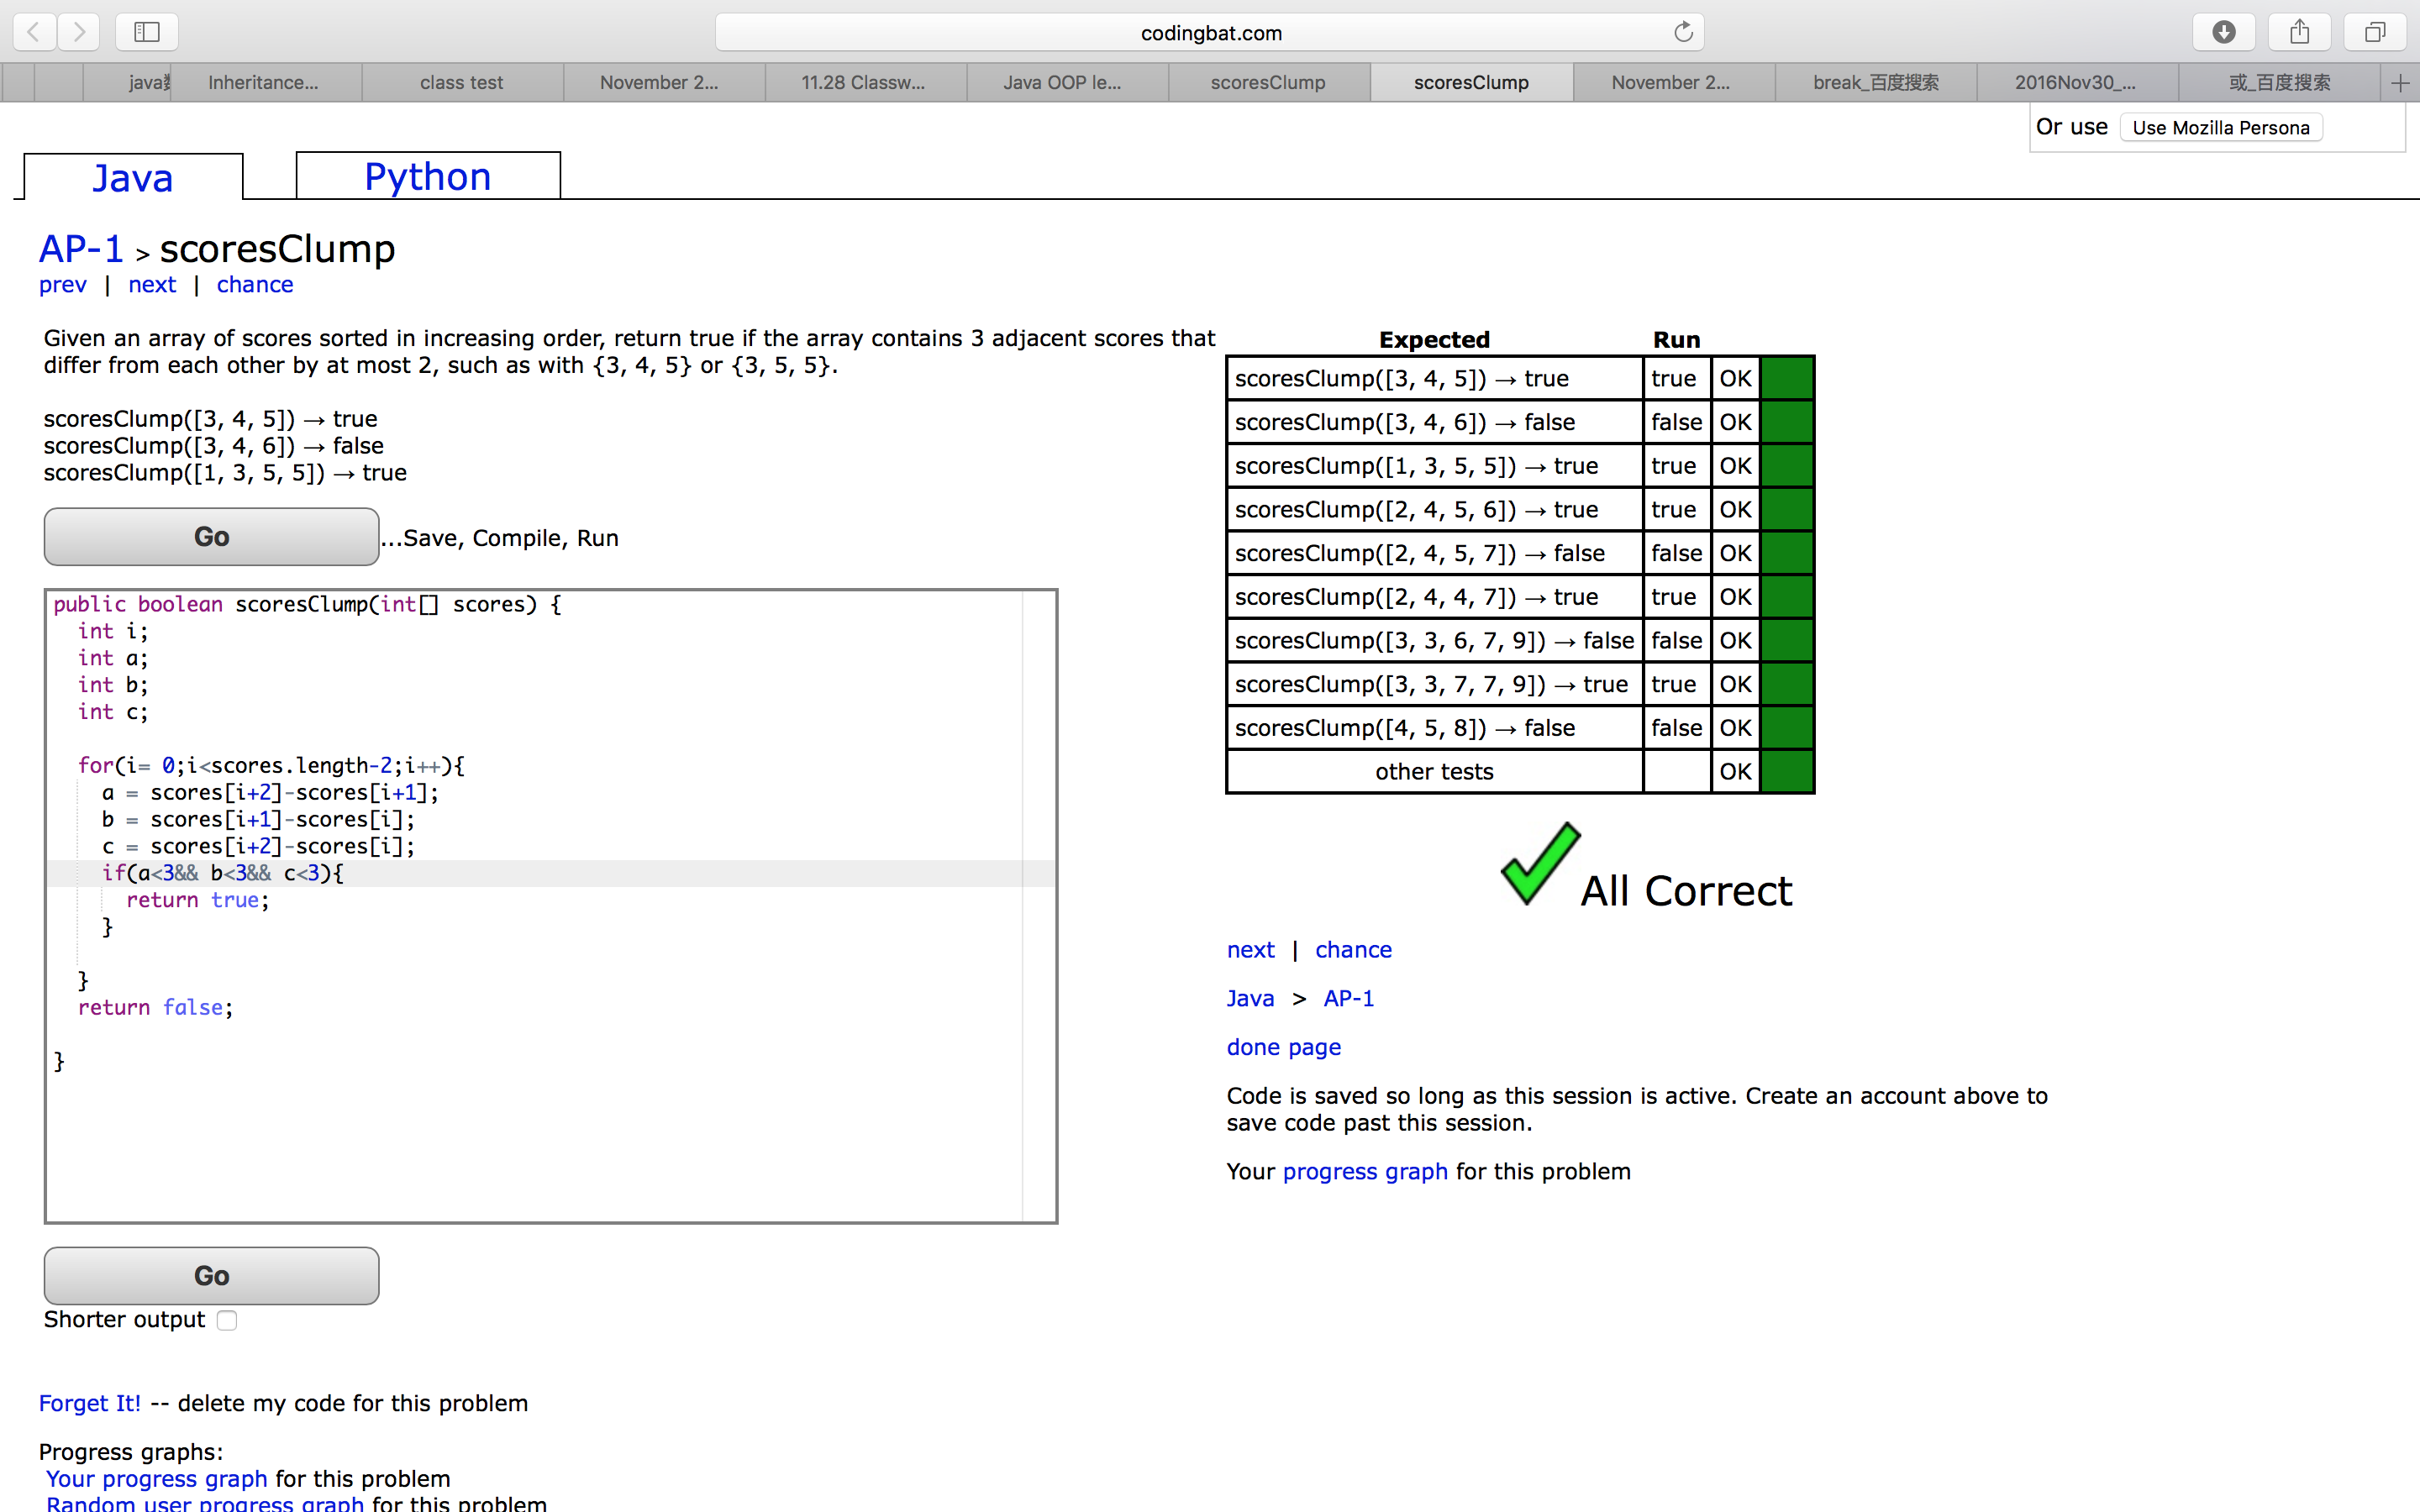 codingbat.com
java数 Inheritance... class test November 2... 11.28 Classw... Java OOP le... scoresClump scoresClump November 2... break_百度搜索 2016Nov30_... 或_百度搜索
Or use Use Mozilla Persona
Java Python
AP-1 > scoresClump
prev | next | chance
Given an array of scores sorted in increasing order, return true if the array contains 3 adjacent scores that
differ from each other by at most 2, such as with {3, 4, 5} or {3, 5, 5}.
scoresClump([3, 4, 5]) → true
scoresClump([3, 4, 6]) → false
scoresClump([1, 3, 5, 5]) → true
Go ...Save, Compile, Run
public boolean scoresClump(int[] scores) {
int i;
int a;
int b;
int c;
for(i= 0;i<scores.length-2;i++){
a = scores[i+2]-scores[i+1];
b = scores[i+1]-scores[i];
c = scores[i+2]-scores[i];
if(a<3&& b<3&& c<3){
return true;
}
}
return false;
}
Go
Shorter output
Forget It! -- delete my code for this problem
Progress graphs:
Your progress graph for this problem
Random user progress graph for this problem
Expected Run
scoresClump([3, 4, 5]) → true true OK
scoresClump([3, 4, 6]) → false false OK
scoresClump([1, 3, 5, 5]) → true true OK
scoresClump([2, 4, 5, 6]) → true true OK
scoresClump([2, 4, 5, 7]) → false false OK
scoresClump([2, 4, 4, 7]) → true true OK
scoresClump([3, 3, 6, 7, 9]) → false false OK
scoresClump([3, 3, 7, 7, 9]) → true true OK
scoresClump([4, 5, 8]) → false false OK
other tests OK
All Correct
next | chance
Java > AP-1
done page
Code is saved so long as this session is active. Create an account above to
save code past this session.
Your progress graph for this problem